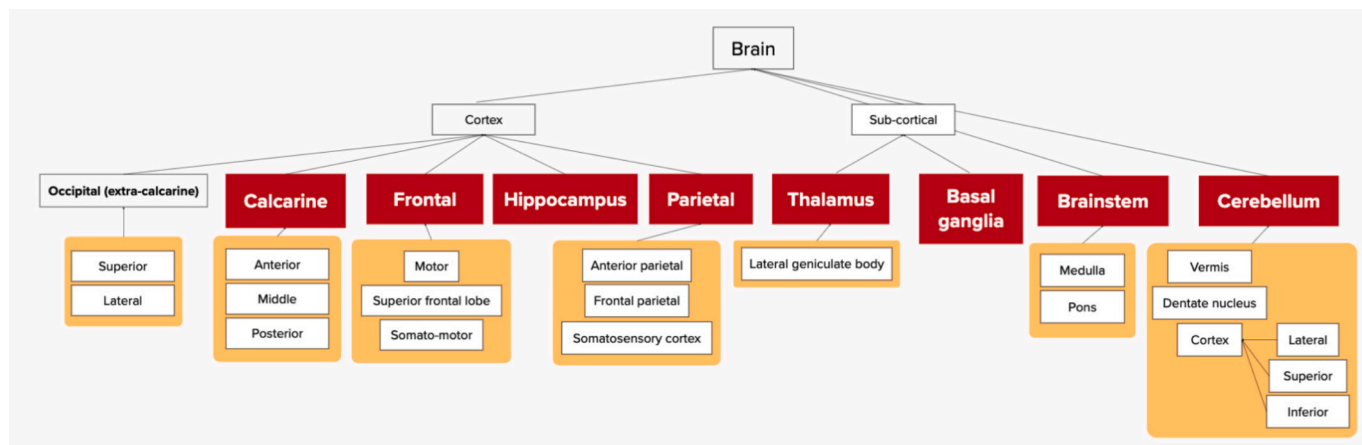 Brain
Cortex
Sub-cortical
Occipital (extra-calcarine)
Calcarine
Frontal
Hippocampus
Parietal
Thalamus
Basal
ganglia
Brainstem
Cerebellum
Superior
Lateral
Anterior
Middle
Posterior
Motor
Superior frontal lobe
Somato-motor
Anterior parietal
Frontal parietal
Somatosensory cortex
Lateral geniculate body
Medulla
Pons
Vermis
Dentate nucleus
Cortex
Lateral
Superior
Inferior